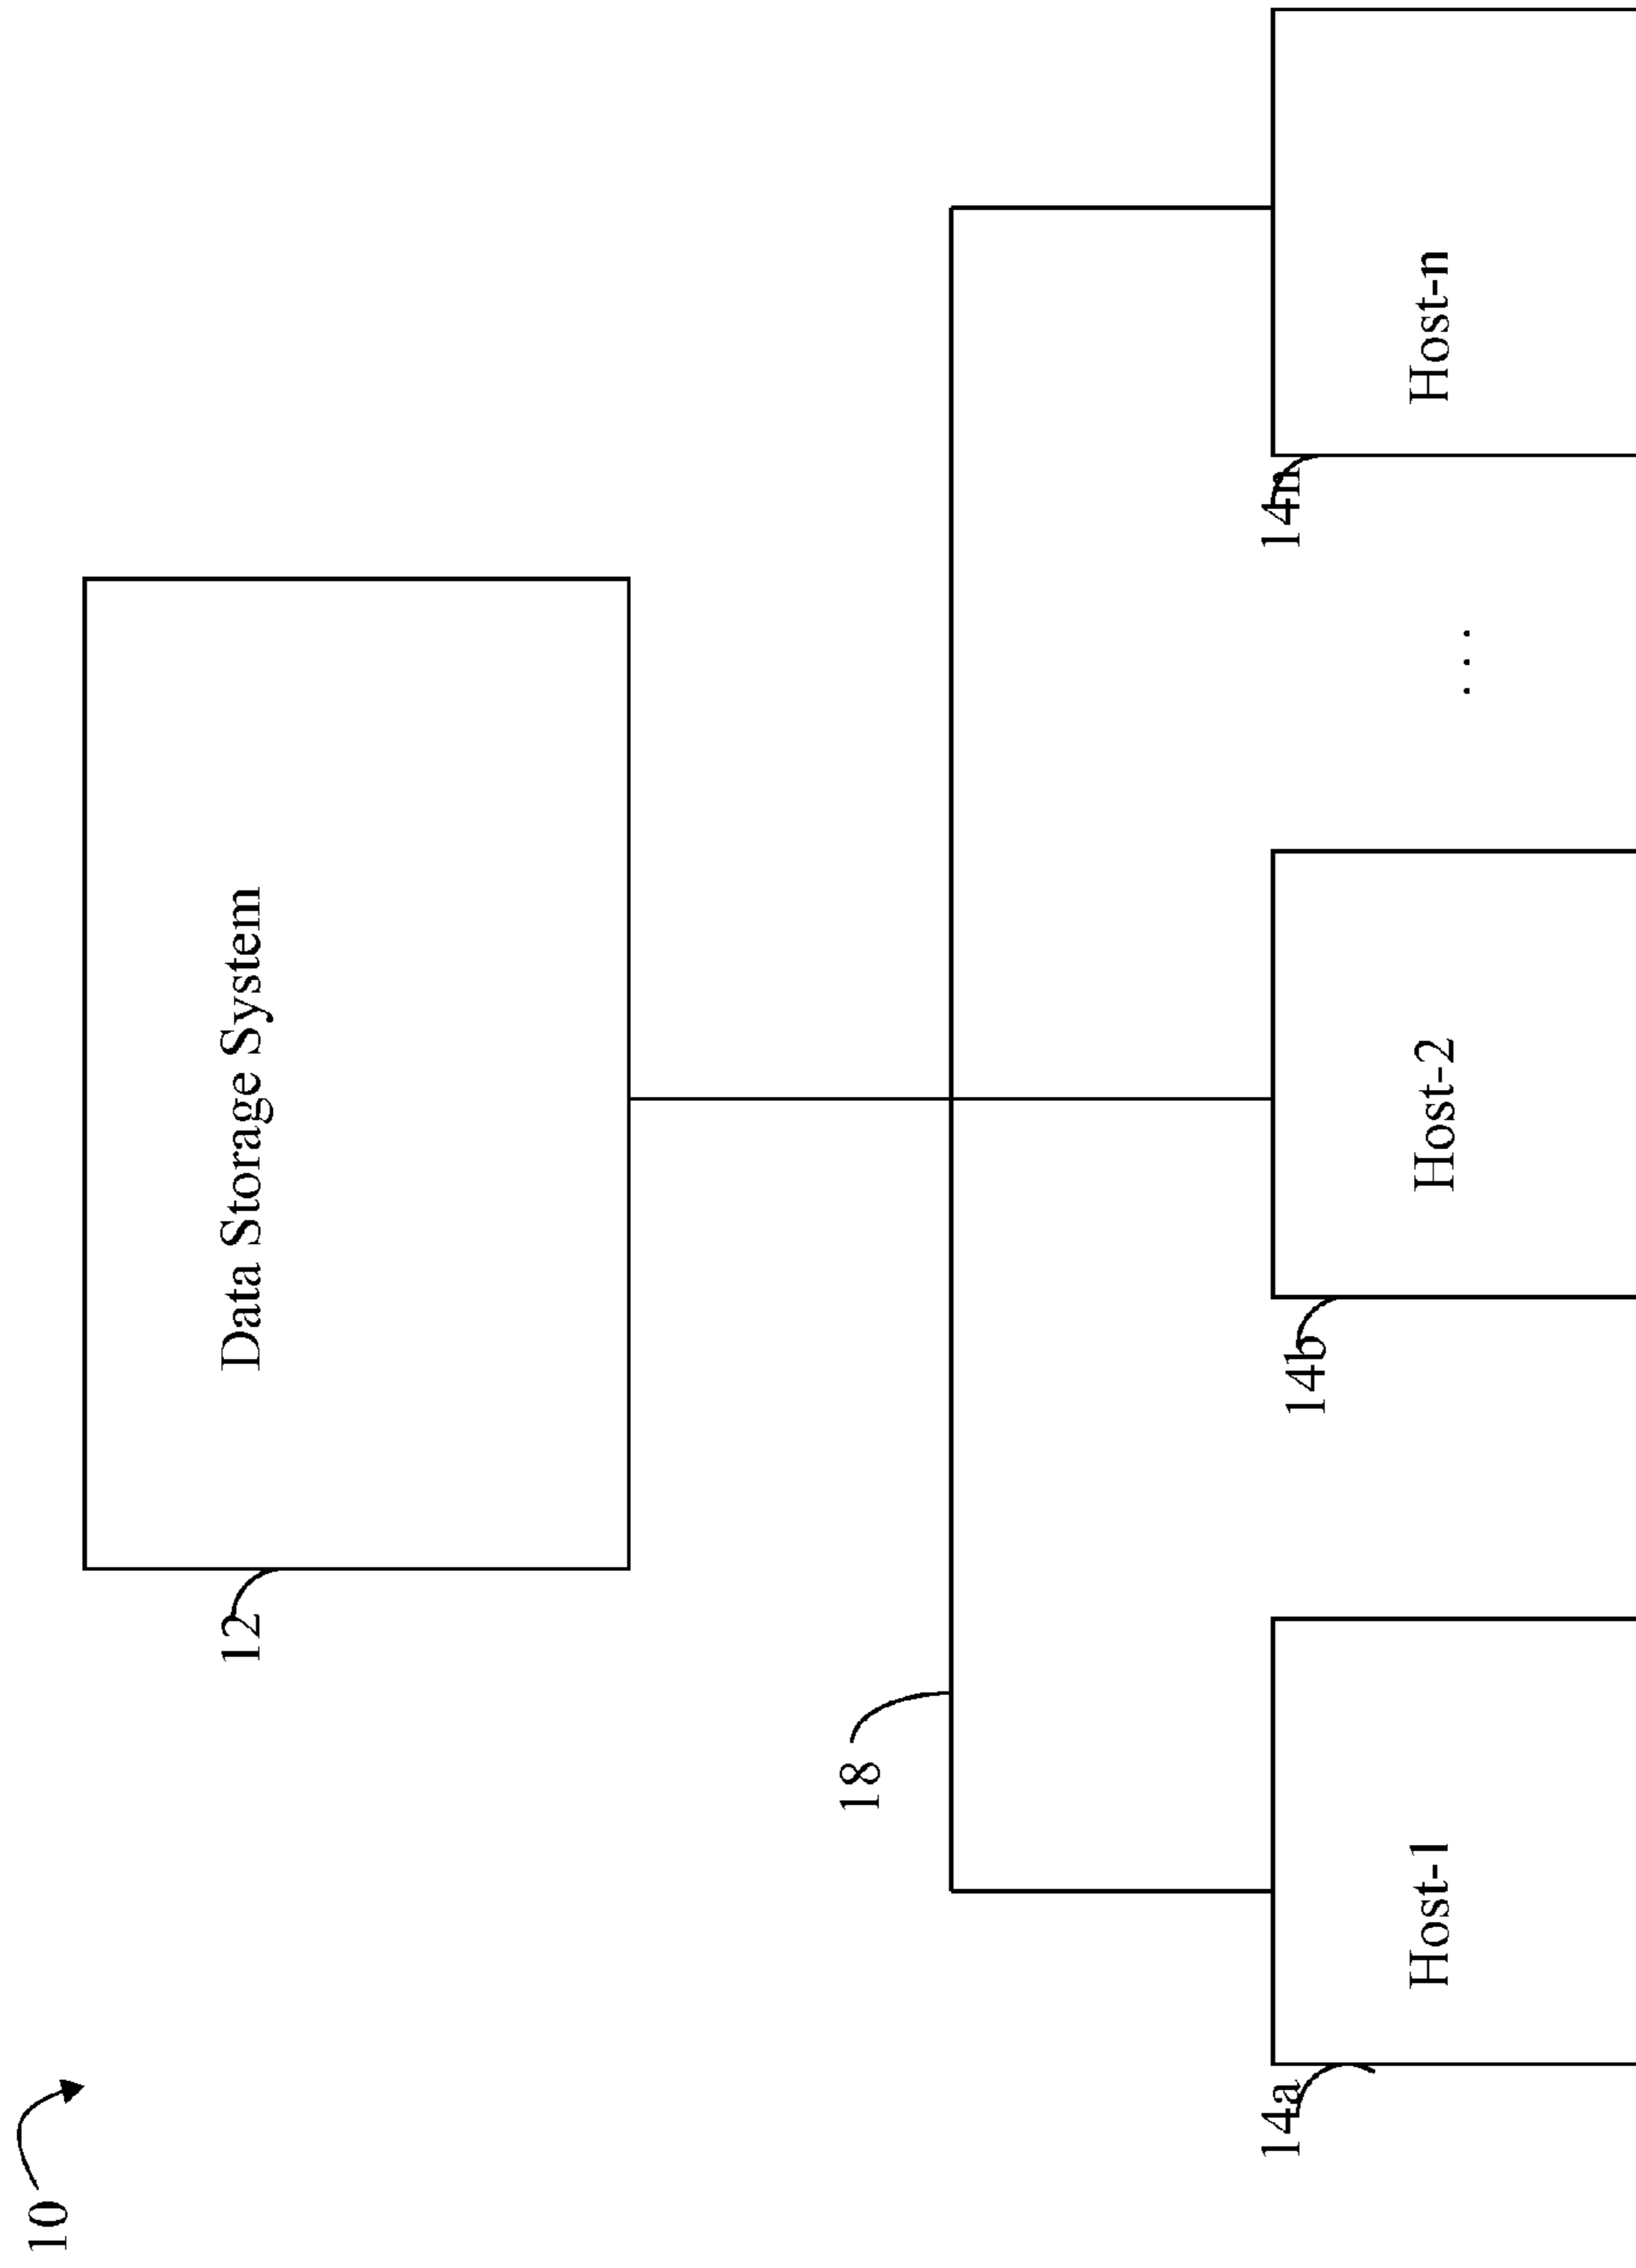 10
12
Data Storage System
18
14a
14b
14n
Host-1
Host-2
. . .
Host-n